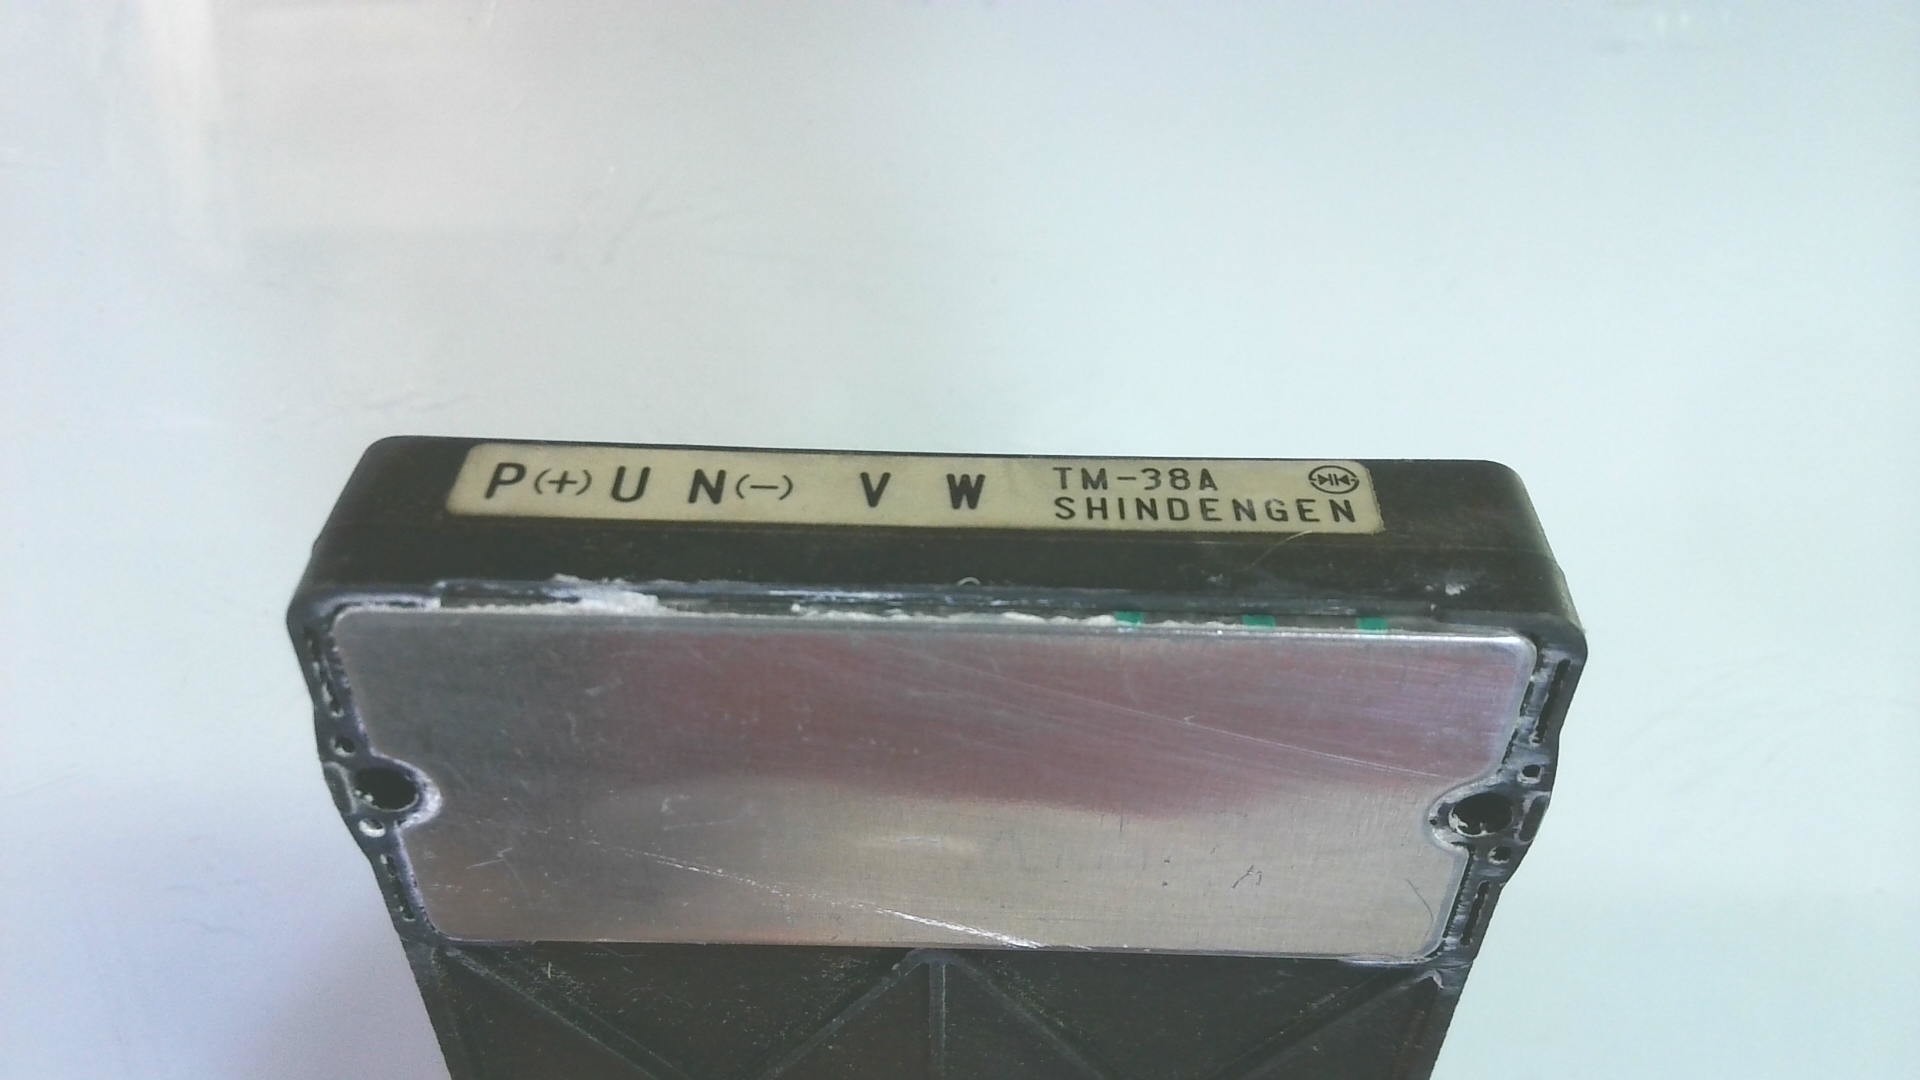 P(+) U N(-) V W
TM-38A
SHINDENGEN